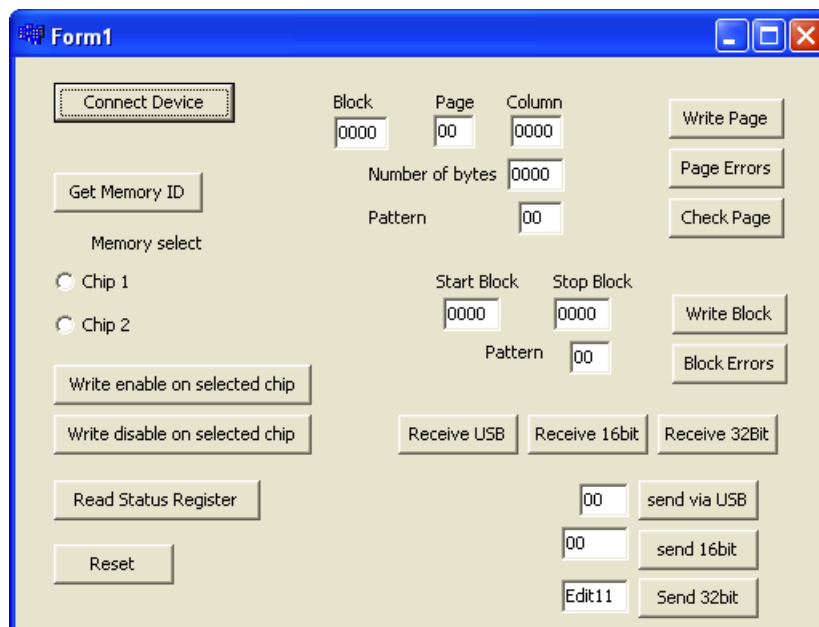 Form1
Connect Device
Block Page Column
0000 00 0000
Write Page
Number of bytes 0000
Page Errors
Get Memory ID
Pattern 00
Check Page
Memory select
Chip 1
Chip 2
Start Block Stop Block
0000 0000
Write Block
Pattern 00
Block Errors
Write enable on selected chip
Write disable on selected chip
Receive USB Receive 16bit Receive 32Bit
Read Status Register
00 send via USB
00 send 16bit
Reset
Edit11 Send 32bit